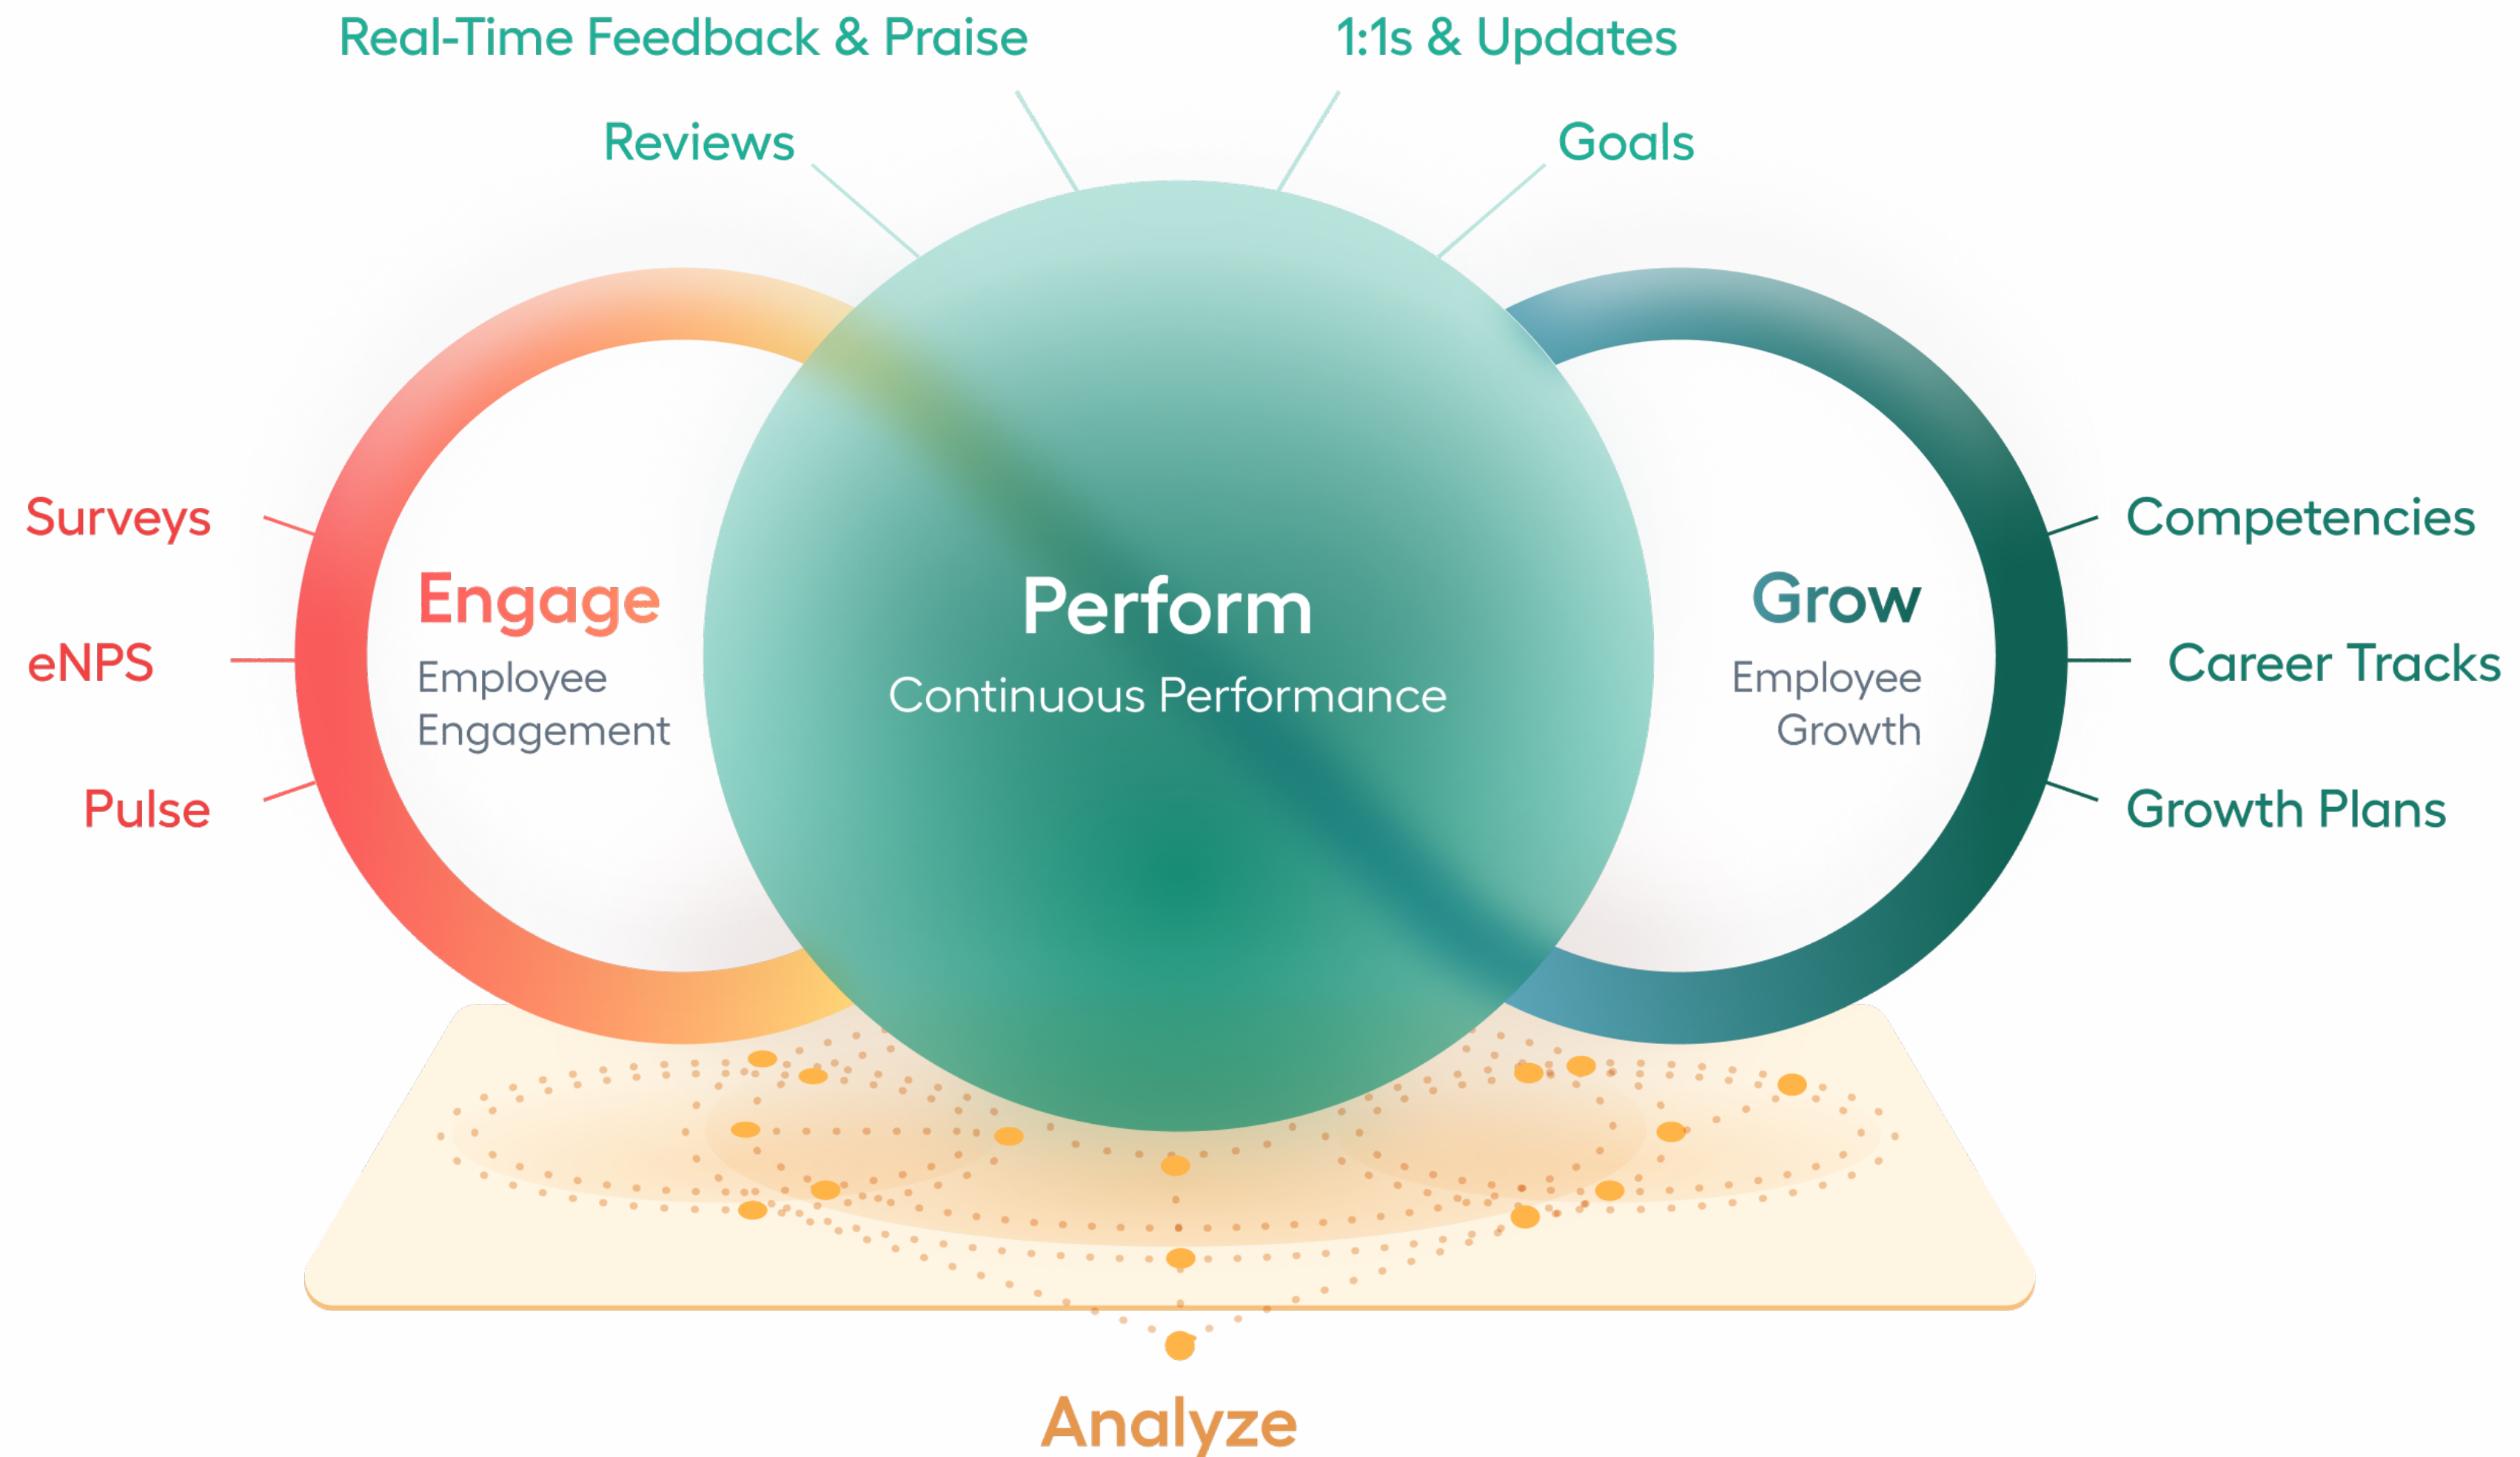 Real-Time Feedback & Praise
1:1s & Updates
Reviews
Goals
Surveys
eNPS
Pulse
Engage
Employee
Engagement
Perform
Continuous Performance
Grow
Employee
Growth
Competencies
Career Tracks
Growth Plans
Analyze